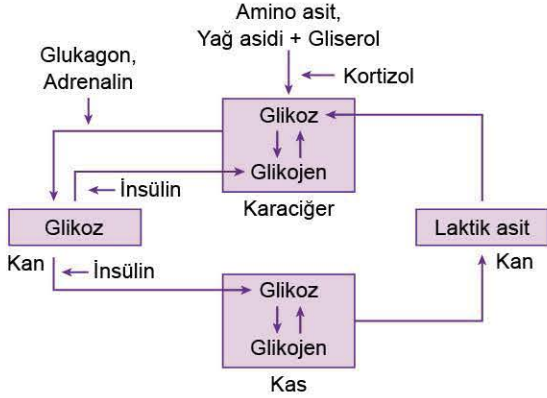 Amino asit,
Yağ asidi + Gliserol
Glukagon,
Adrenalin
Kortizol
Glikoz
Glikojen
Karaciğer
İnsülin
Glikoz
Kan
Laktik asit
Kan
İnsülin
Glikoz
Glikojen
Kas